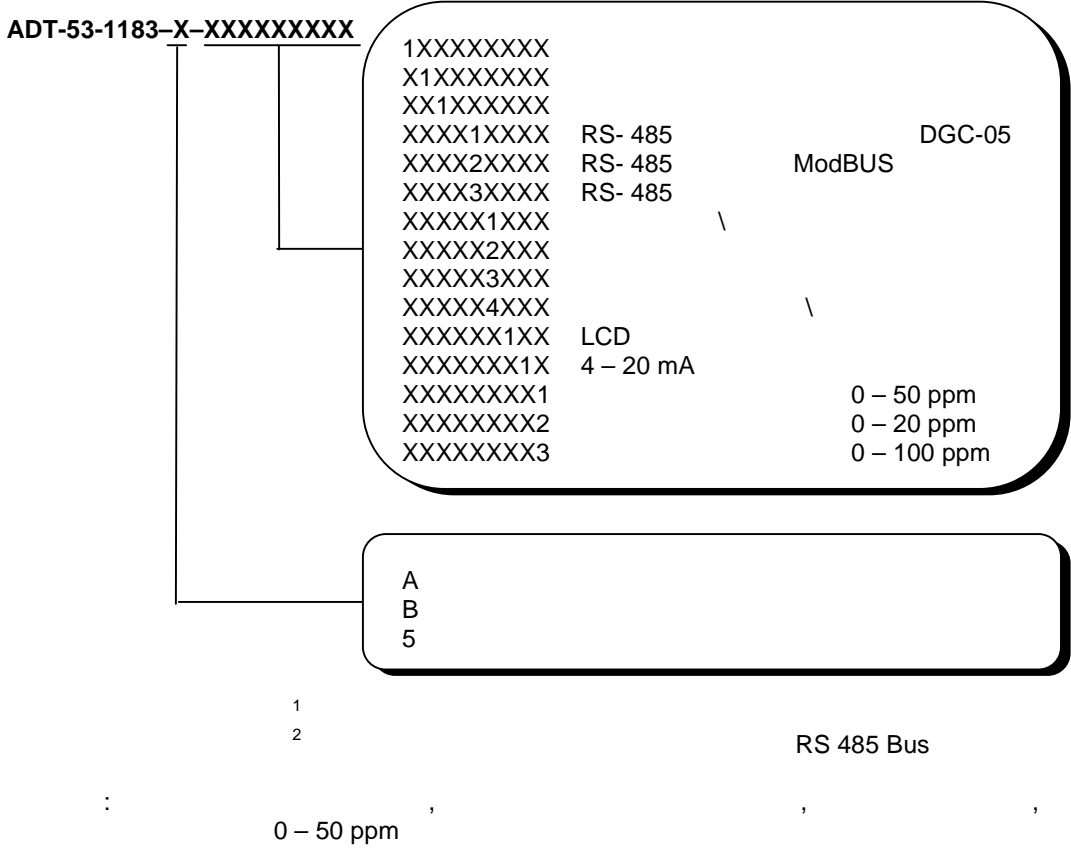 ADT-53-1183–X–XXXXXXXXX
1XXXXXXXX
X1XXXXXXX
XX1XXXXXX
XXXX1XXXX RS- 485 DGC-05
XXXX2XXXX RS- 485 ModBUS
XXXX3XXXX RS- 485
XXXXX1XXX \
XXXXX2XXX
XXXXX3XXX
XXXXX4XXX \
XXXXXX1XX LCD
XXXXXXX1X 4 – 20 mA
XXXXXXXX1 0 – 50 ppm
XXXXXXXX2 0 – 20 ppm
XXXXXXXX3 0 – 100 ppm
A
B
5
1
2
RS 485 Bus
: , , ,
0 – 50 ppm